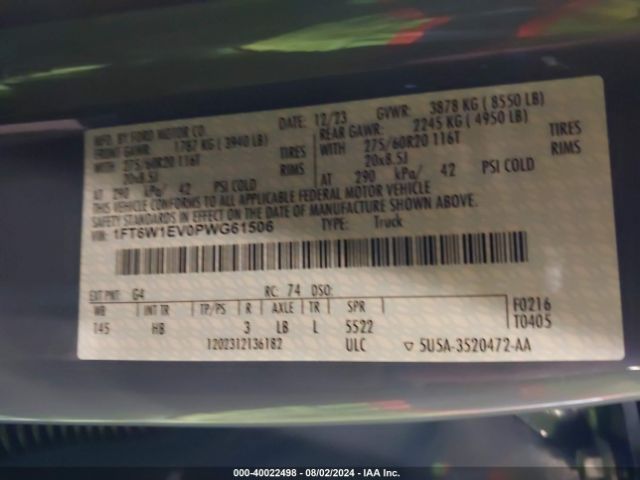 MFD. BY FORD MOTOR CO. DATE: 12/23 GVWR: 3878 KG ( 8550 LB)
FRONT GAWR: 1787 KG ( 3940 LB) REAR GAWR: 2245 KG ( 4950 LB)
WITH 275/60R20 116T TIRES WITH 275/60R20 116T TIRES
20x8.5J RIMS 20x8.5J RIMS
AT 290 kPa/ 42 PSI COLD AT 290 kPa/ 42 PSI COLD
THIS VEHICLE CONFORMS TO ALL APPLICABLE FEDERAL MOTOR VEHICLE
SAFETY STANDARDS IN EFFECT ON THE DATE OF MANUFACTURE SHOWN ABOVE.
VIN: 1FT6W1EV0PWG61506 TYPE: Truck
EXT PNT: G4 RC: 74 DSO: F0216
WB INT TR TP/PS R AXLE TR SPR T0405
145 HB 3 LB L 5522
1202312136182 ULC ▽ 5U5A-3520472-AA
000-40022498 - 08/02/2024 - IAA Inc.